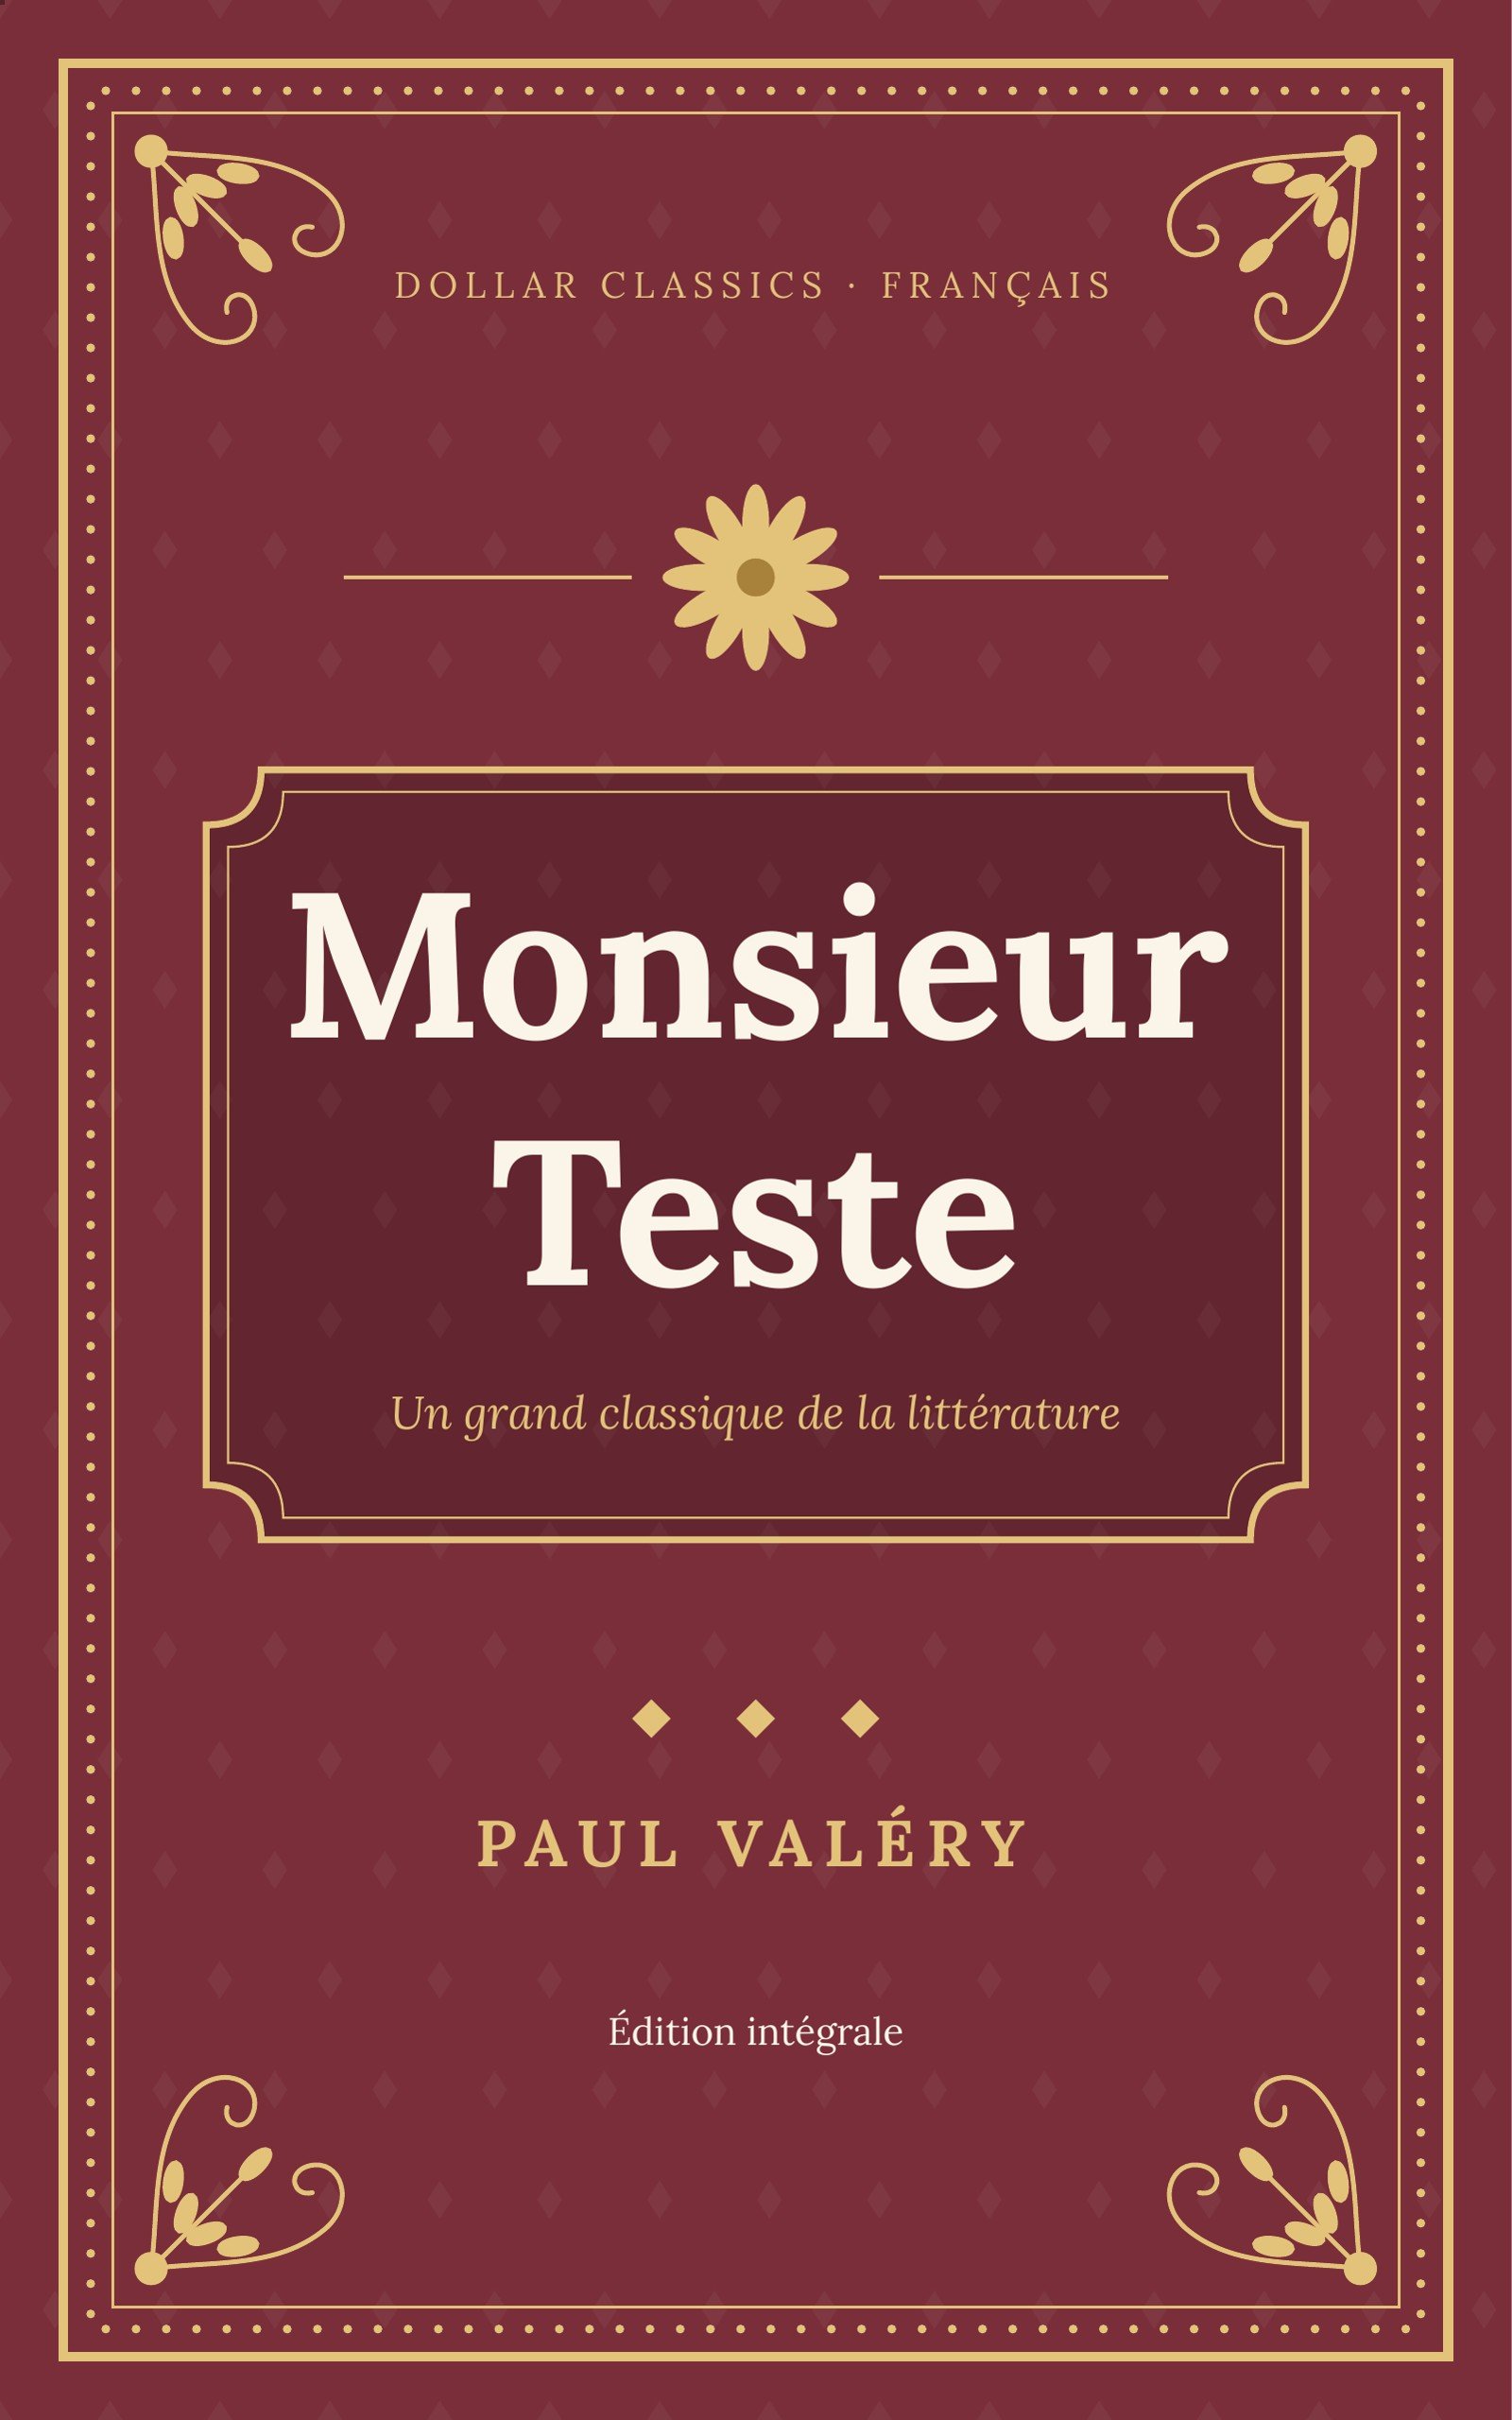 DOLLAR CLASSICS · FRANÇAIS
Monsieur
Teste
Un grand classique de la littérature
PAUL VALÉRY
Édition intégrale